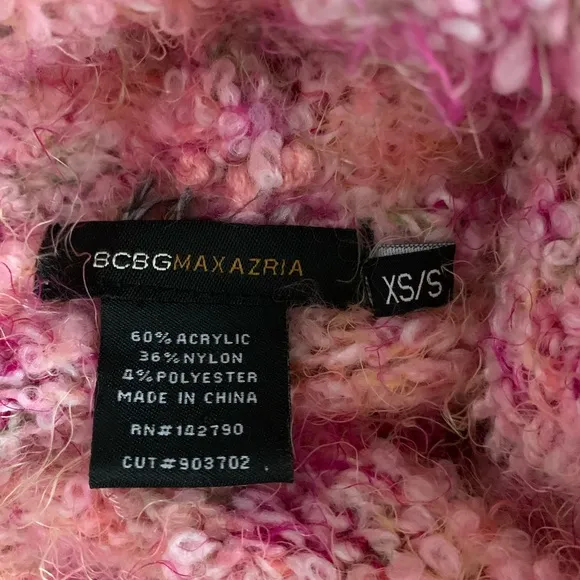 BCBGMAXAZRIA
XS/S
60% ACRYLIC
36% NYLON
4% POLYESTER
MADE IN CHINA
RN#142790
CUT#903702